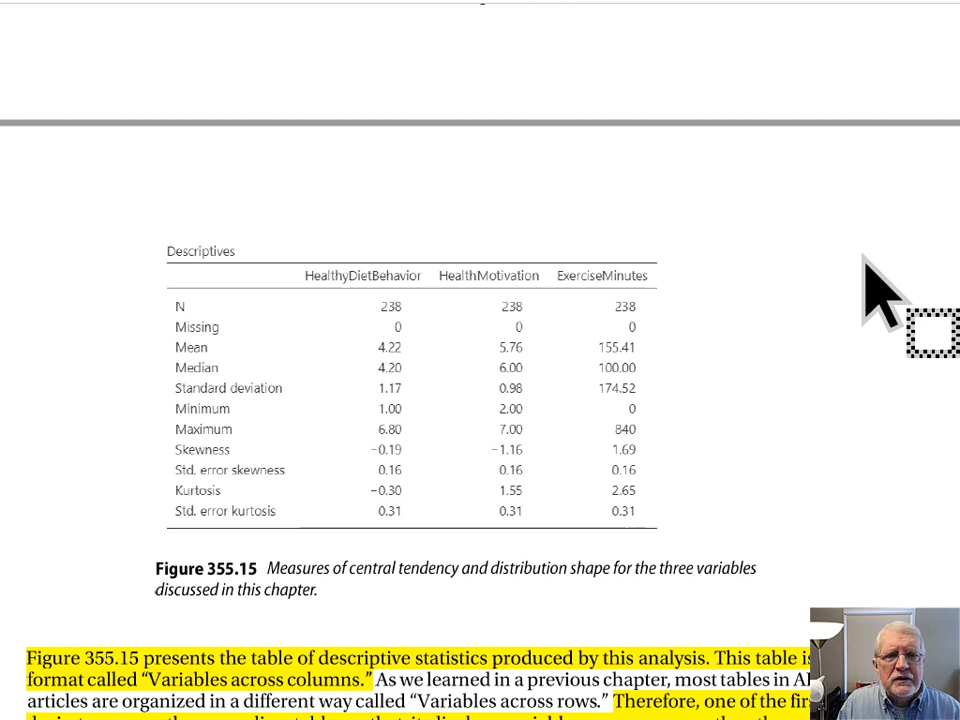 Descriptives
HealthyDietBehavior HealthMotivation ExerciseMinutes
N 238 238 238
Missing 0 0 0
Mean 4.22 5.76 155.41
Median 4.20 6.00 100.00
Standard deviation 1.17 0.98 174.52
Minimum 1.00 2.00 0
Maximum 6.80 7.00 840
Skewness −0.19 −1.16 1.69
Std. error skewness 0.16 0.16 0.16
Kurtosis −0.30 1.55 2.65
Std. error kurtosis 0.31 0.31 0.31
Figure 355.15 Measures of central tendency and distribution shape for the three variables
discussed in this chapter.
Figure 355.15 presents the table of descriptive statistics produced by this analysis. This table is
format called “Variables across columns.” As we learned in a previous chapter, most tables in
articles are organized in a different way called “Variables across rows.” Therefore, one of the